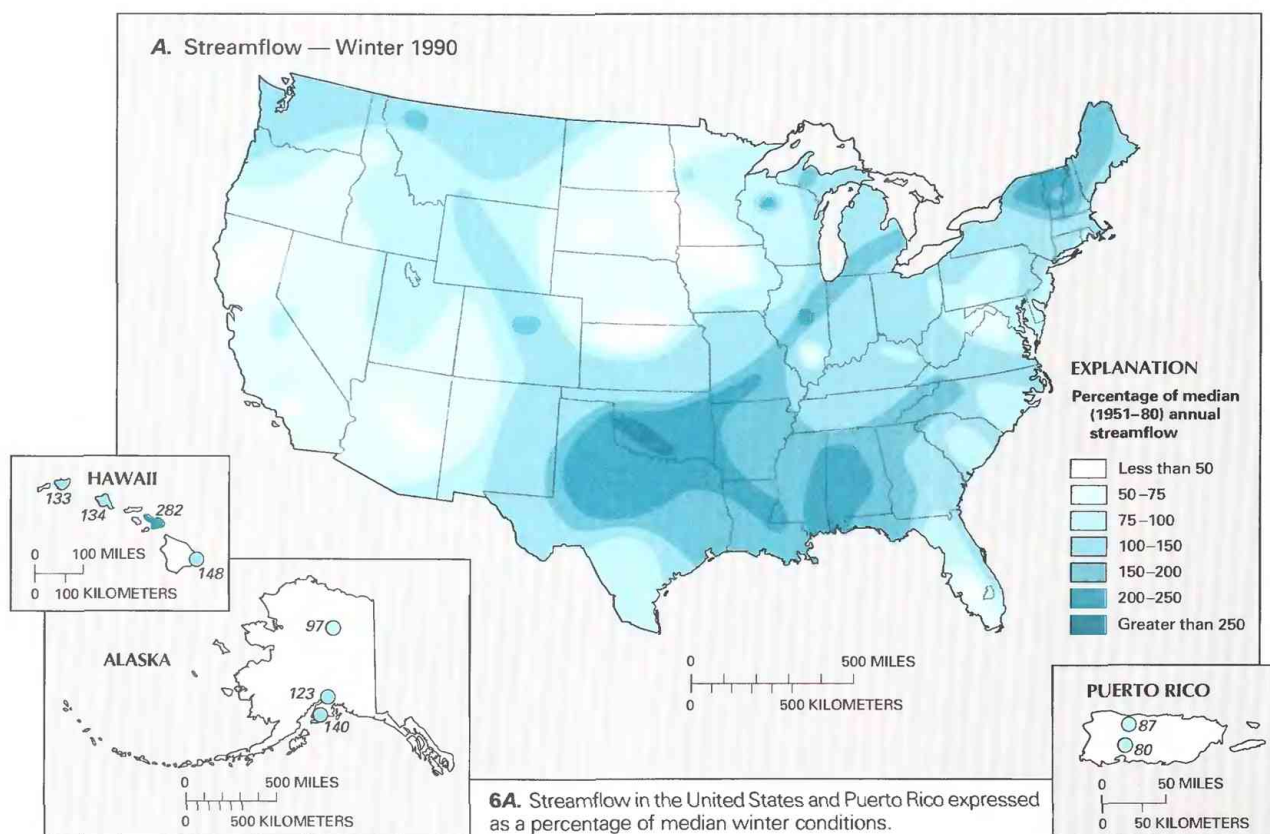 A. Streamflow — Winter 1990
EXPLANATION
Percentage of median
(1951–80) annual
streamflow
Less than 50
50–75
75–100
100–150
150–200
200–250
Greater than 250
HAWAII
133
134
282
148
0 100 MILES
0 100 KILOMETERS
ALASKA
97
123
140
0 500 MILES
0 500 KILOMETERS
0 500 MILES
0 500 KILOMETERS
PUERTO RICO
87
80
0 50 MILES
0 50 KILOMETERS
6A. Streamflow in the United States and Puerto Rico expressed
as a percentage of median winter conditions.